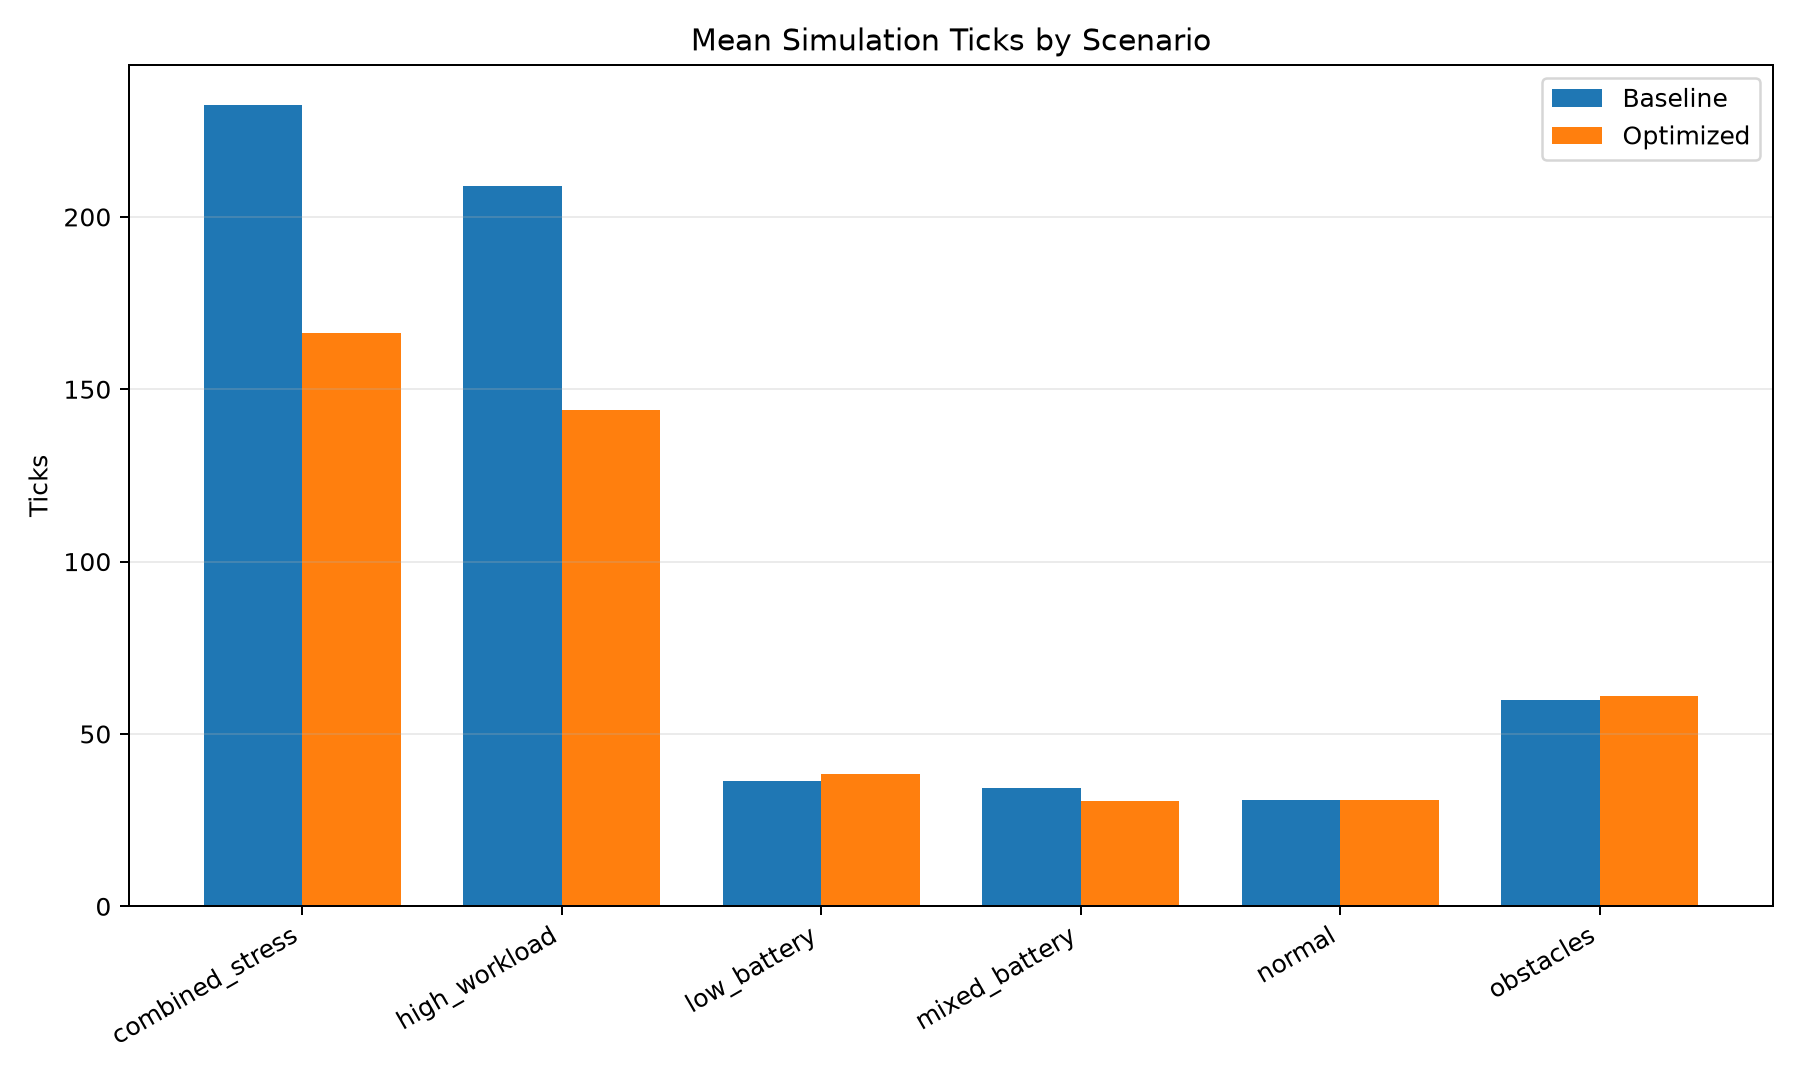 Mean Simulation Ticks by Scenario
Baseline
Optimized
Ticks
200
150
100
50
0
combined_stress
high_workload
low_battery
mixed_battery
normal
obstacles